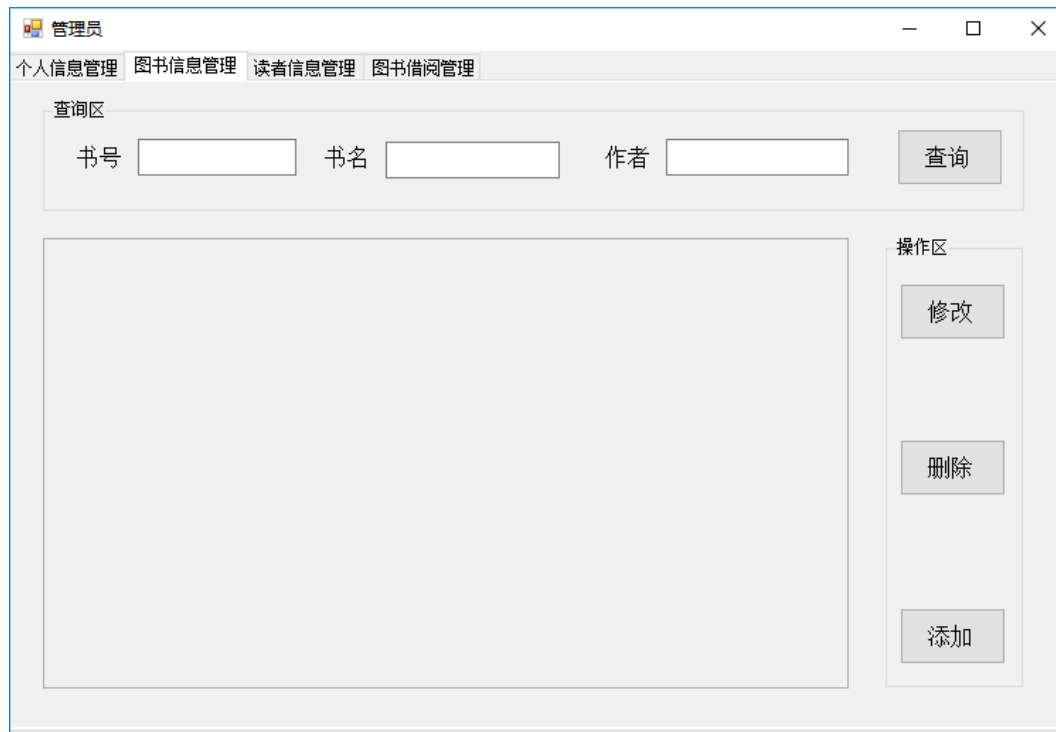 管理员
个人信息管理 图书信息管理 读者信息管理 图书借阅管理
查询区
书号 书名 作者 查询
操作区
修改
删除
添加